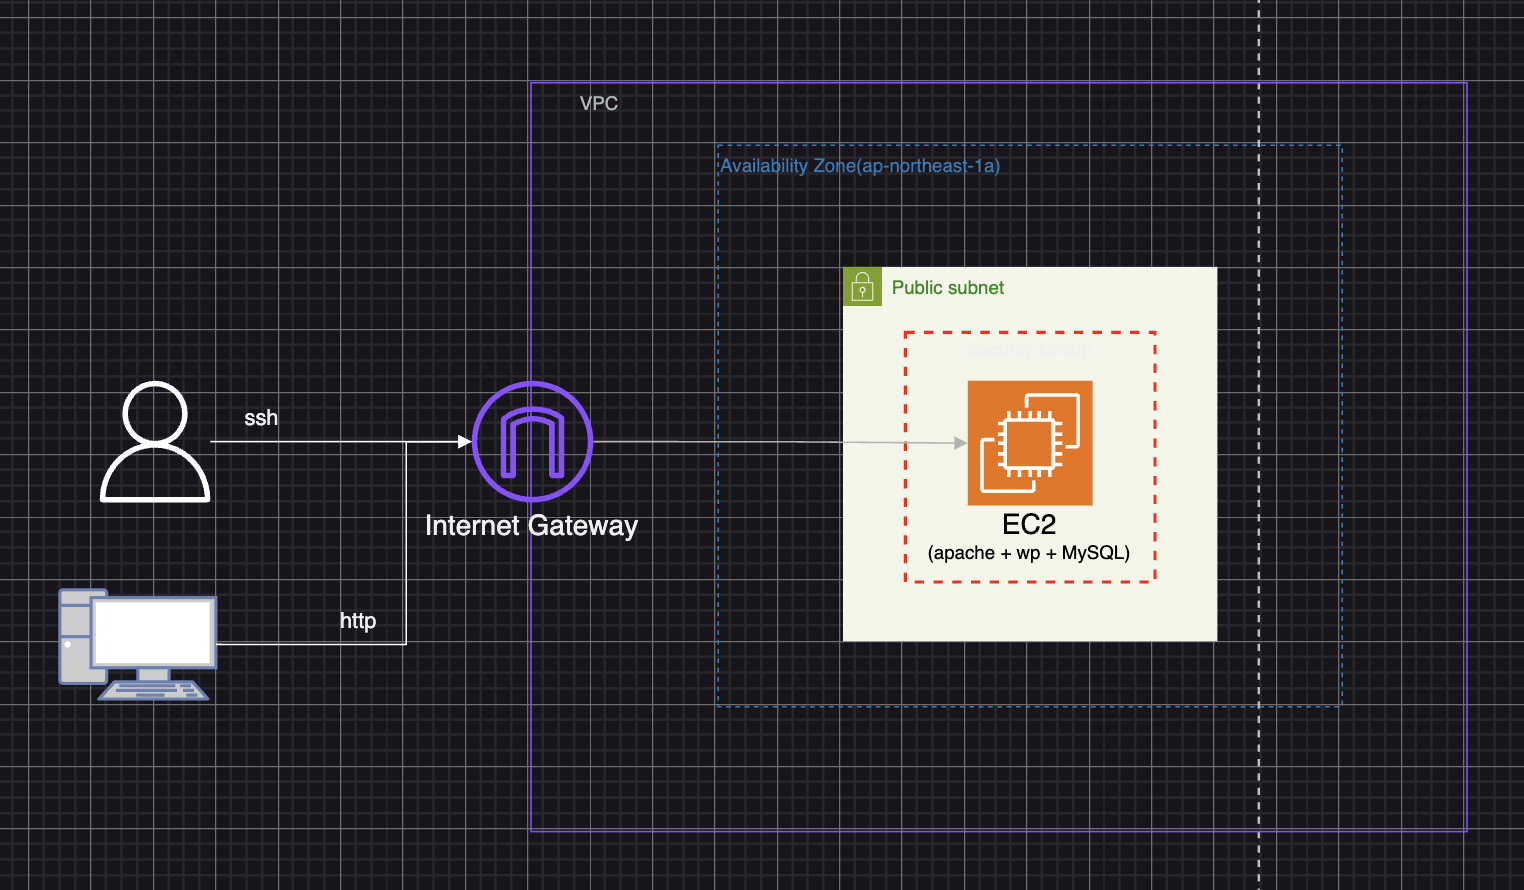 VPC
Availability Zone(ap-northeast-1a)
Public subnet
Security Group
ssh
Internet Gateway
EC2
(apache + wp + MySQL)
http